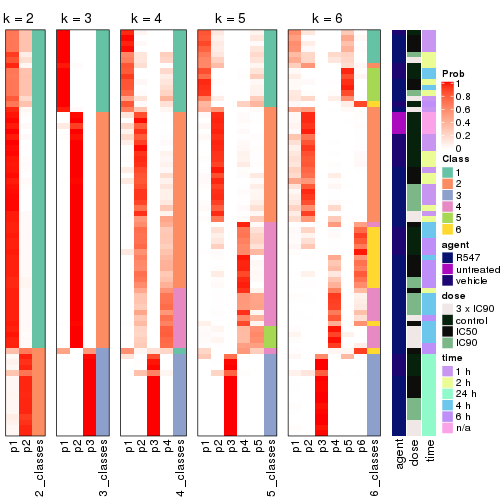 k = 2 k = 3 k = 4 k = 5 k = 6
Prob
1
0.8
0.6
0.4
0.2
0
Class
1
2
3
4
5
6
agent
R547
untreated
vehicle
dose
3 x IC90
control
IC50
IC90
time
1 h
2 h
24 h
4 h
6 h
n/a
p1 p2 2_classes p1 p2 p3 3_classes p1 p2 p3 p4 4_classes p1 p2 p3 p4 p5 5_classes p1 p2 p3 p4 p5 p6 6_classes agent dose time